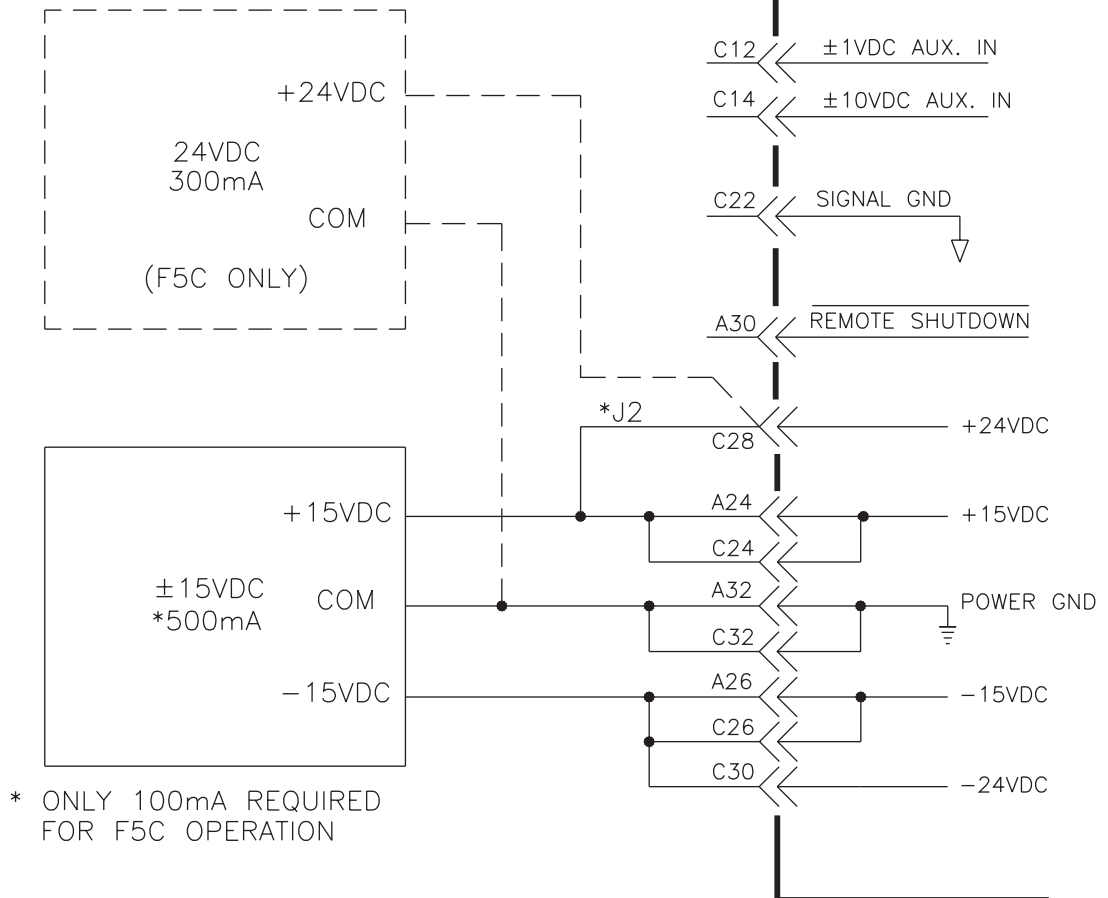 C12 ±1VDC AUX. IN
C14 ±10VDC AUX. IN
+24VDC
24VDC
300mA
COM
(F5C ONLY)
C22 SIGNAL GND
A30 REMOTE SHUTDOWN
*J2
C28 +24VDC
+15VDC
A24 +15VDC
C24
±15VDC
*500mA
COM
A32 POWER GND
C32
-15VDC
A26 -15VDC
C26
C30 -24VDC
* ONLY 100mA REQUIRED
FOR F5C OPERATION